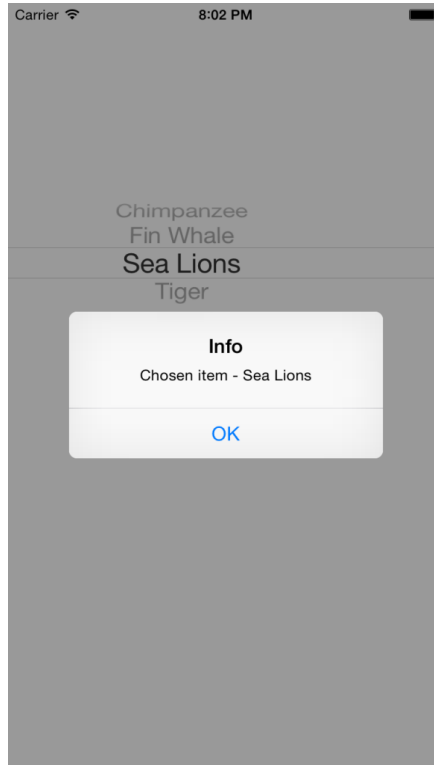 Carrier 8:02 PM
Chimpanzee
Fin Whale
Sea Lions
Tiger
Info
Chosen item - Sea Lions
OK